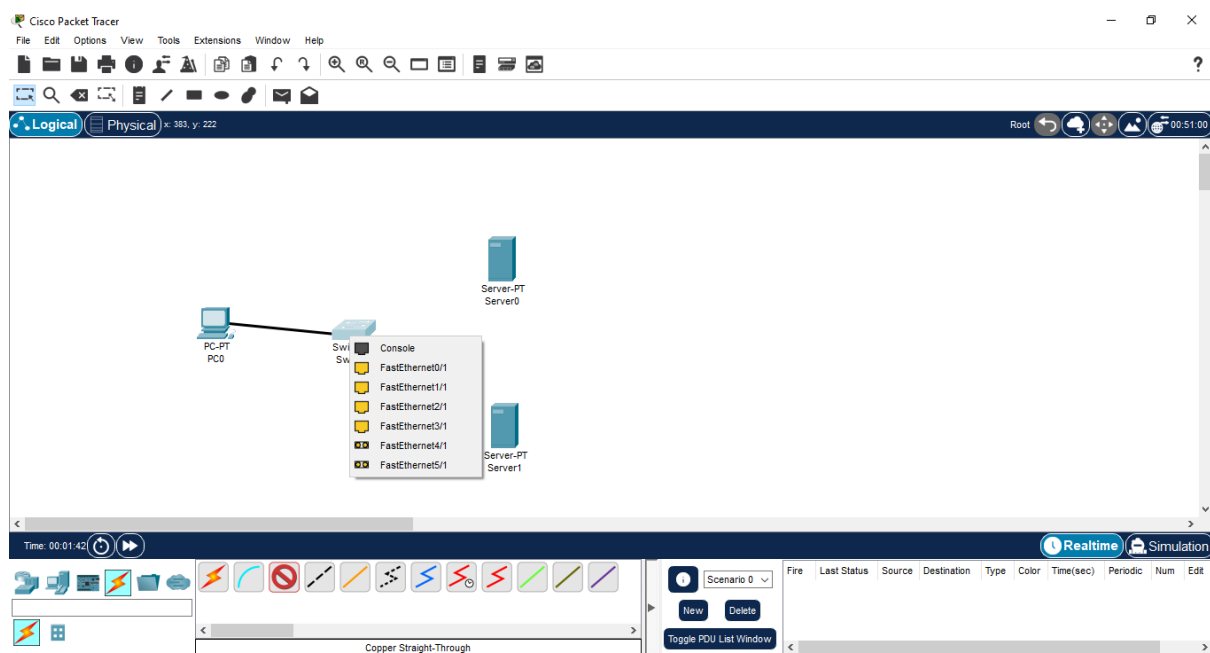 Cisco Packet Tracer
File Edit Options View Tools Extensions Window Help
?
Logical Physical x: 383, y: 222 Root 00:51:00
Server-PT
Server0
PC-PT
PC0
Swi
Sw
Console
FastEthernet0/1
FastEthernet1/1
FastEthernet2/1
FastEthernet3/1
FastEthernet4/1
FastEthernet5/1
Server-PT
Server1
Time: 00:01:42 Realtime Simulation
Scenario 0
New Delete
Toggle PDU List Window
Fire Last Status Source Destination Type Color Time(sec) Periodic Num Edit
Copper Straight-Through